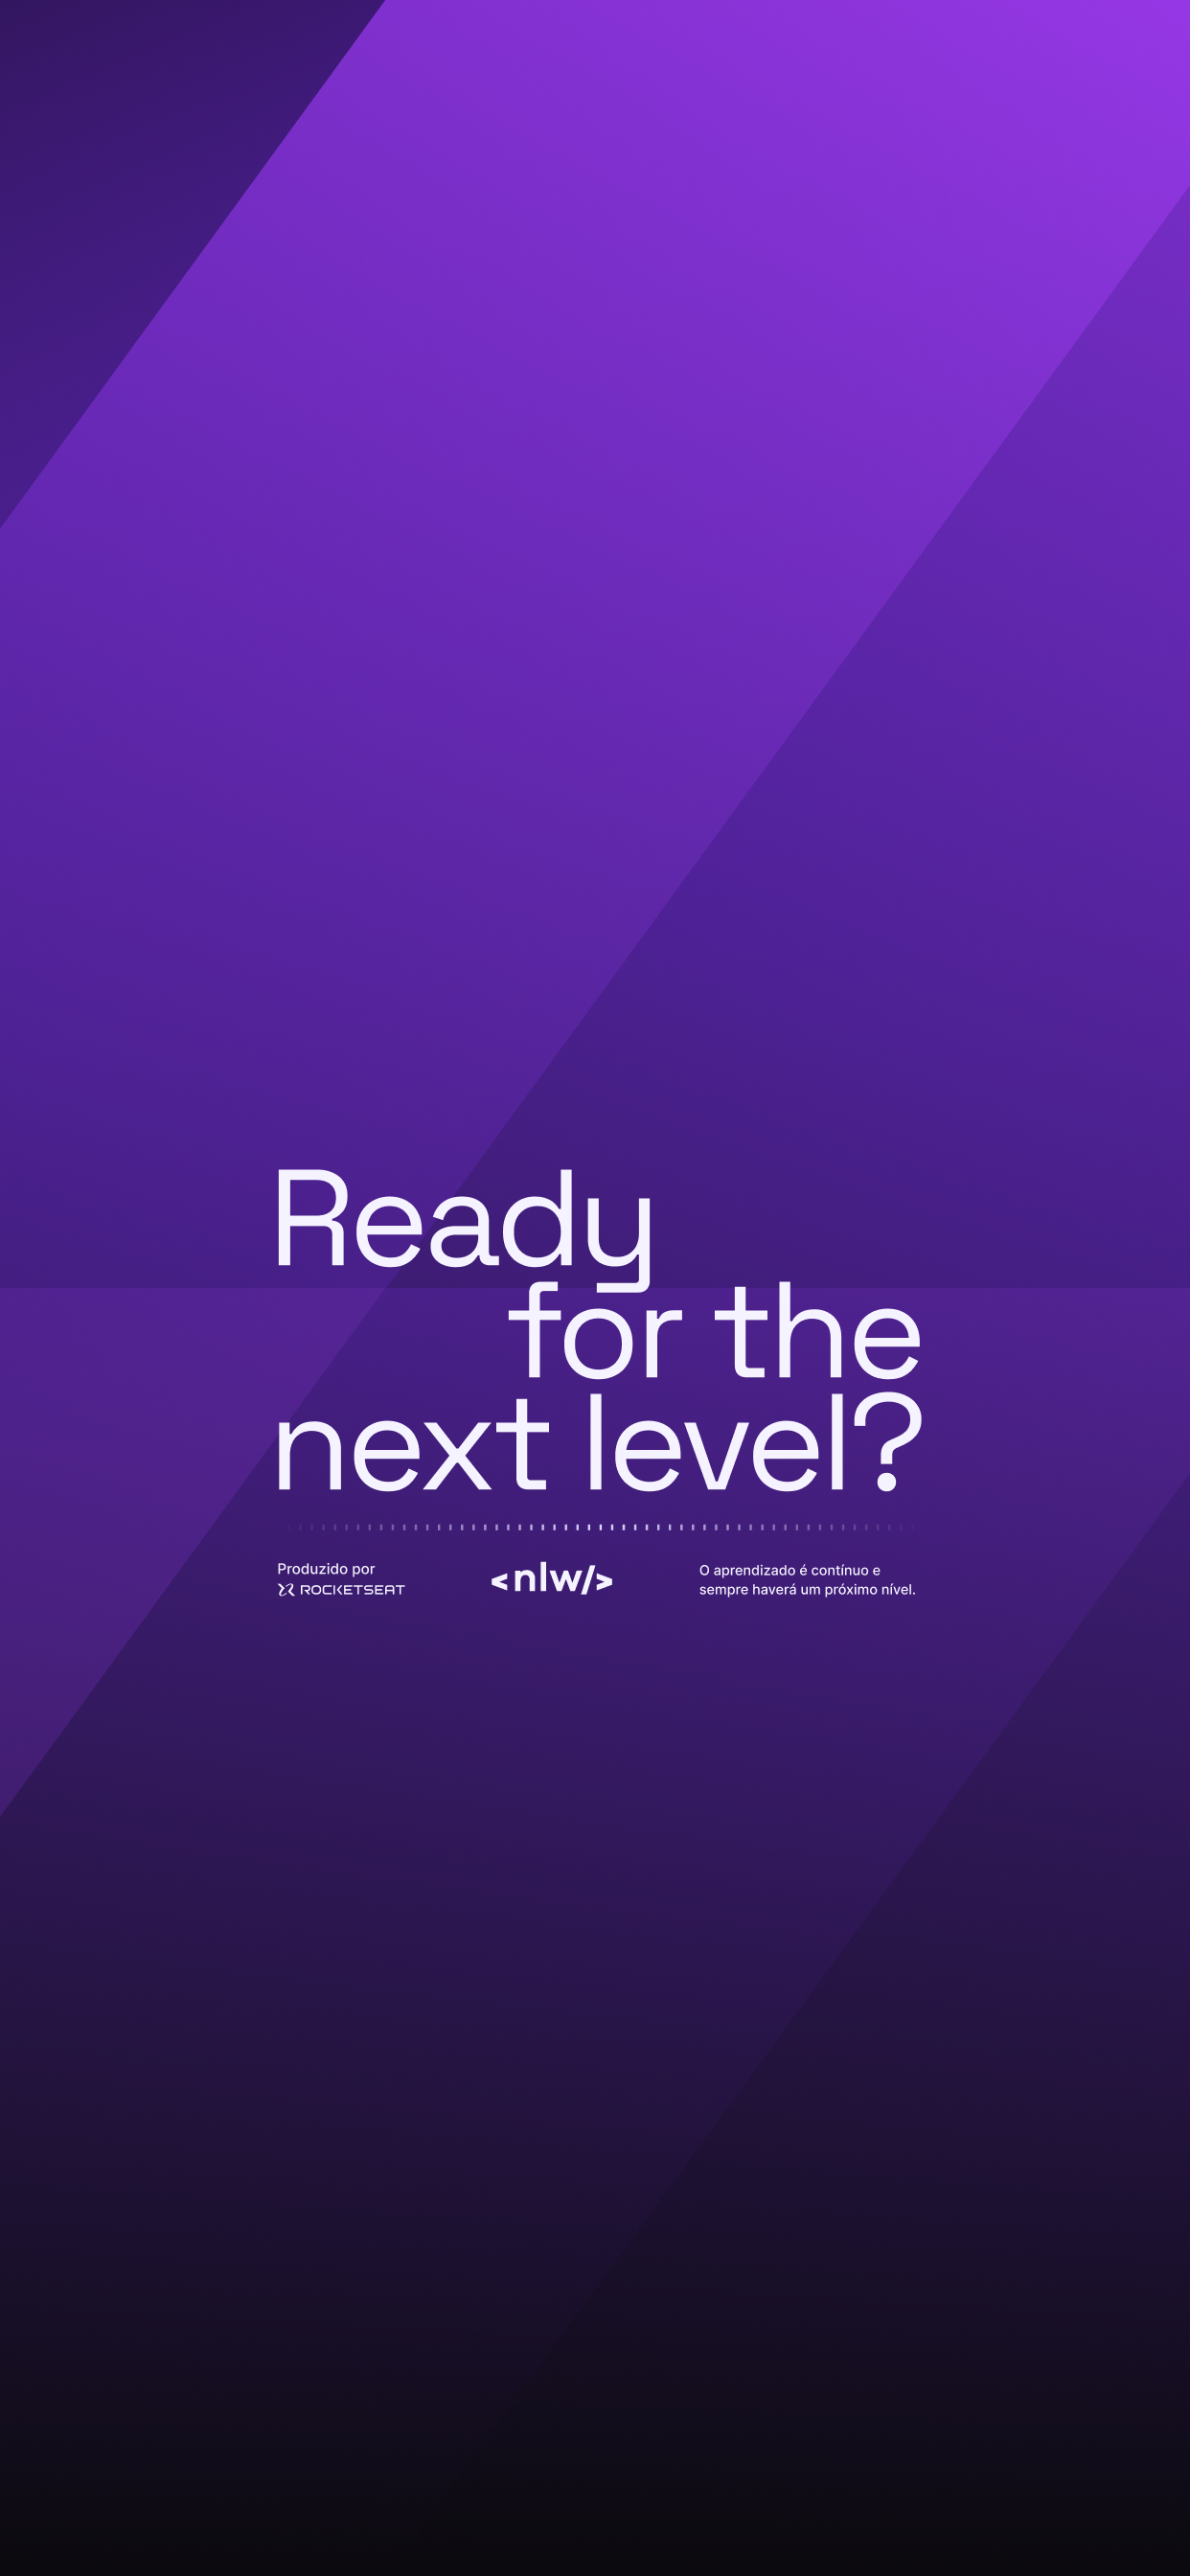 Ready
for the
next level?
Produzido por
ROCKETSEAT
<nlw/>
O aprendizado é contínuo e
sempre haverá um próximo nível.